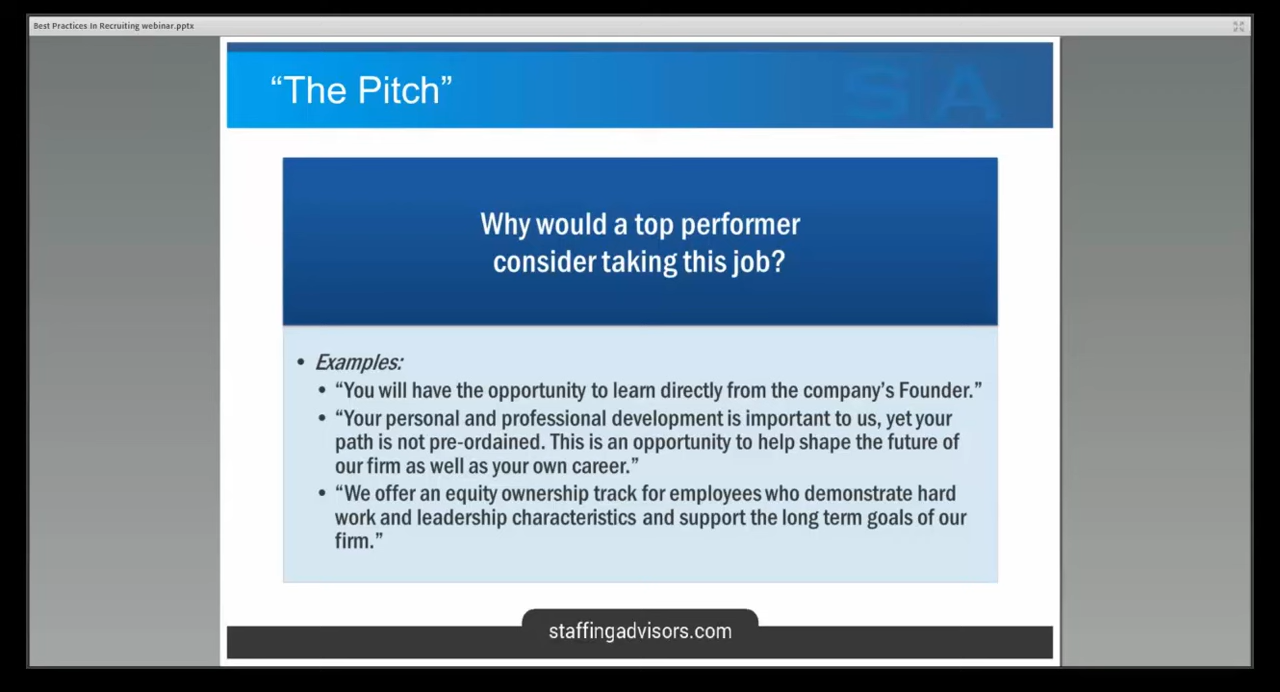 Best Practices In Recruiting webinar.pptx
“The Pitch”
SA
Why would a top performer
consider taking this job?
• Examples:
• “You will have the opportunity to learn directly from the company’s Founder.”
• “Your personal and professional development is important to us, yet your
path is not pre-ordained. This is an opportunity to help shape the future of
our firm as well as your own career.”
• “We offer an equity ownership track for employees who demonstrate hard
work and leadership characteristics and support the long term goals of our
firm.”
staffingadvisors.com